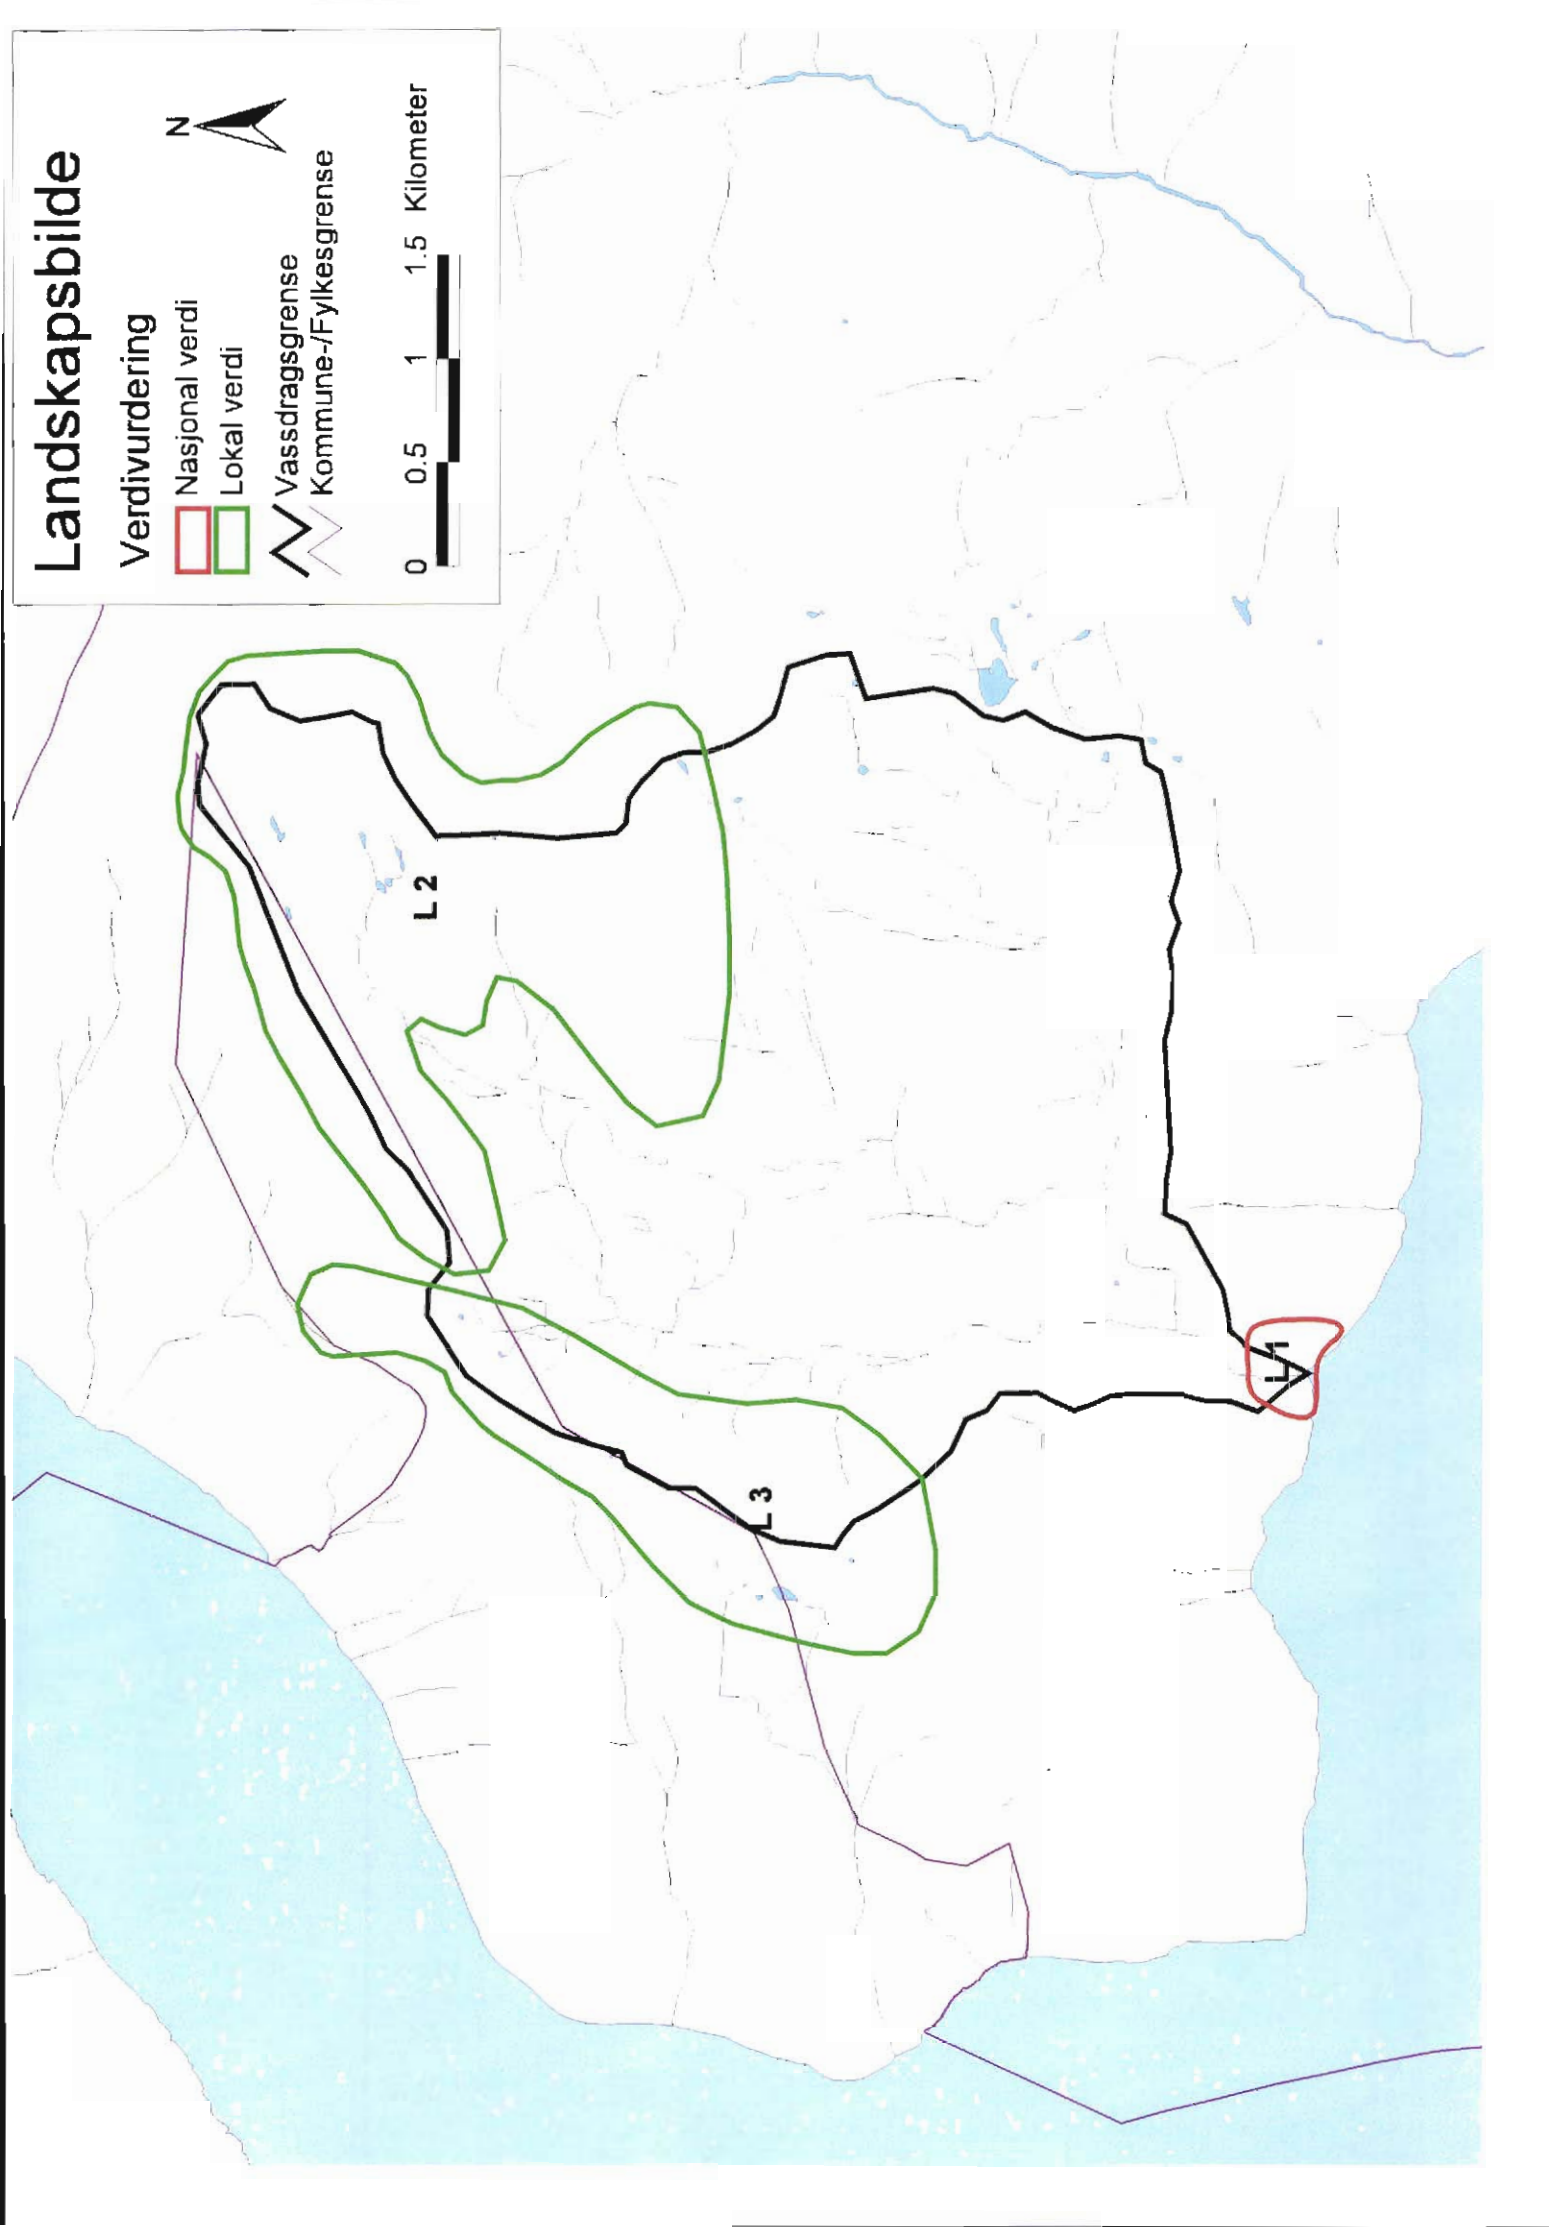 Landskapsbilde
N
Verdivurdering
Nasjonal verdi
Lokal verdi
Vassdragsgrense
Kommune-/Fylkesgrense
0 0.5 1 1.5 Kilometer
L 2
L 3
L 1